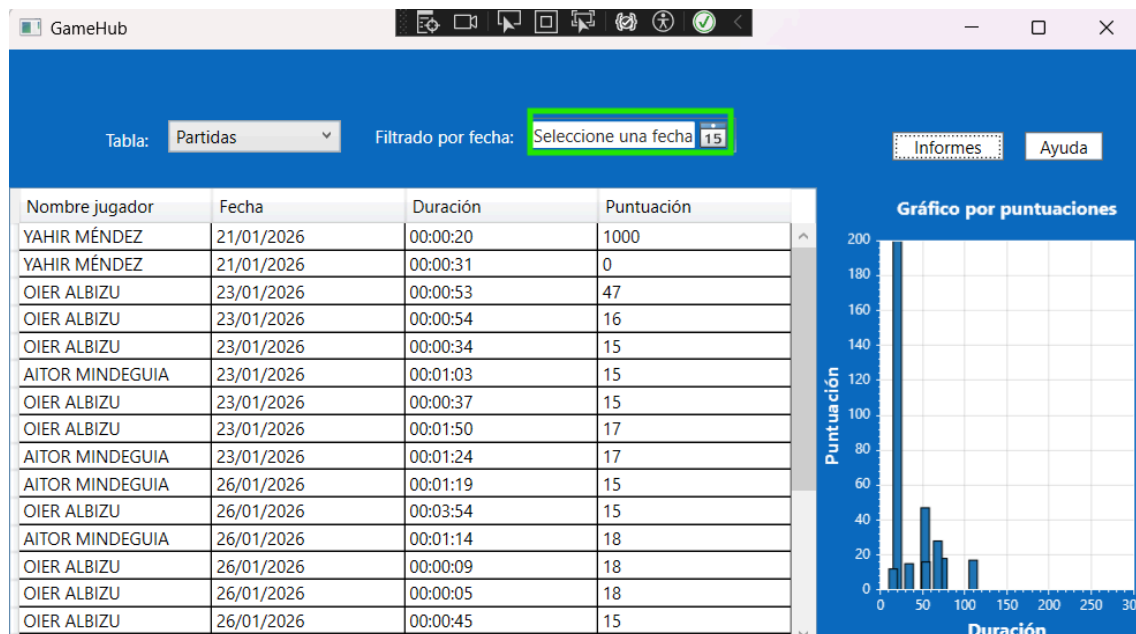 GameHub
Tabla: Partidas Filtrado por fecha: Seleccione una fecha 15 Informes Ayuda
Nombre jugador Fecha Duración Puntuación
YAHIR MÉNDEZ 21/01/2026 00:00:20 1000
YAHIR MÉNDEZ 21/01/2026 00:00:31 0
OIER ALBIZU 23/01/2026 00:00:53 47
OIER ALBIZU 23/01/2026 00:00:54 16
OIER ALBIZU 23/01/2026 00:00:34 15
AITOR MINDEGUIA 23/01/2026 00:01:03 15
OIER ALBIZU 23/01/2026 00:00:37 15
OIER ALBIZU 23/01/2026 00:01:50 17
AITOR MINDEGUIA 23/01/2026 00:01:24 17
AITOR MINDEGUIA 26/01/2026 00:01:19 15
OIER ALBIZU 26/01/2026 00:03:54 15
AITOR MINDEGUIA 26/01/2026 00:01:14 18
OIER ALBIZU 26/01/2026 00:00:09 18
OIER ALBIZU 26/01/2026 00:00:05 18
OIER ALBIZU 26/01/2026 00:00:45 15
Gráfico por puntuaciones
Puntuación
200
180
160
140
120
100
80
60
40
20
0
0 50 100 150 200 250 30
Duración